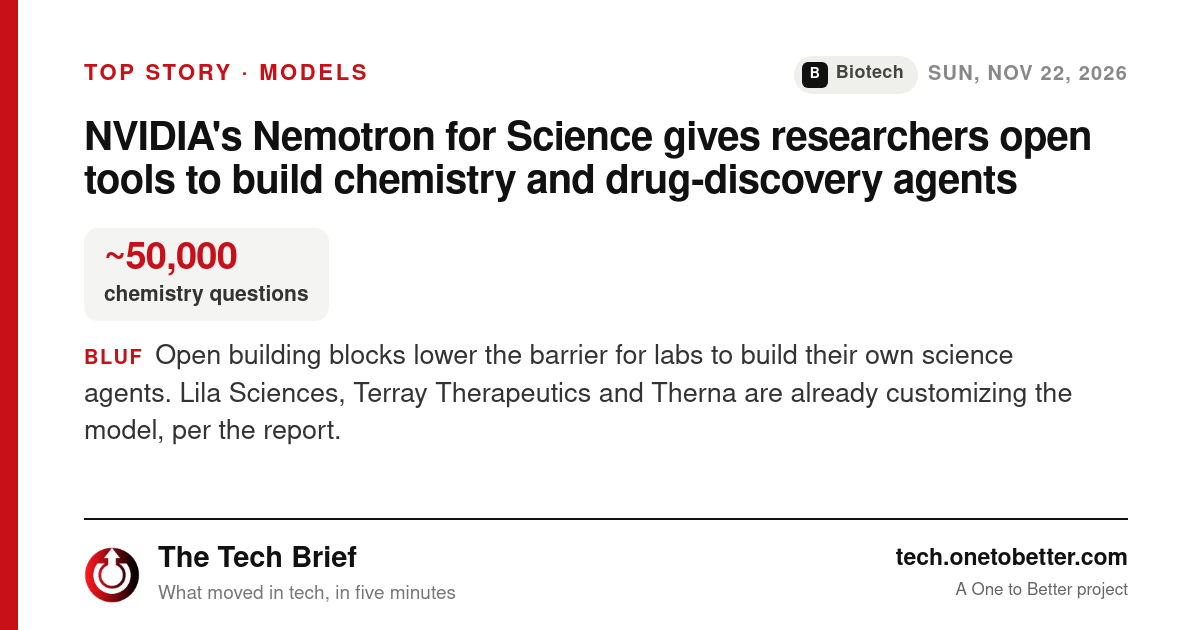 TOP STORY · MODELS
B Biotech SUN, NOV 22, 2026
NVIDIA's Nemotron for Science gives researchers open
tools to build chemistry and drug-discovery agents
~50,000
chemistry questions
BLUF Open building blocks lower the barrier for labs to build their own science
agents. Lila Sciences, Terray Therapeutics and Therna are already customizing the
model, per the report.
The Tech Brief
What moved in tech, in five minutes
tech.onetobetter.com
A One to Better project